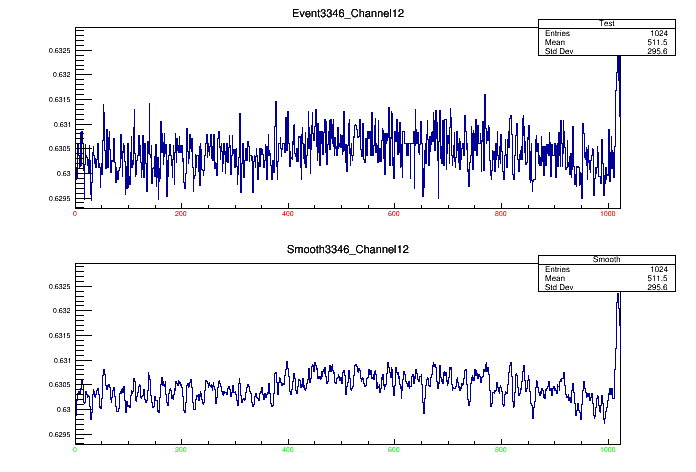 Event3346_Channel12
Test
Entries 1024
Mean 511.5
Std Dev 295.6
0.6325
0.632
0.6315
0.631
0.6305
0.63
0.6295
0 200 400 600 800 1000
Smooth3346_Channel12
Smooth
Entries 1024
Mean 511.5
Std Dev 295.6
0.6325
0.632
0.6315
0.631
0.6305
0.63
0.6295
0 200 400 600 800 1000